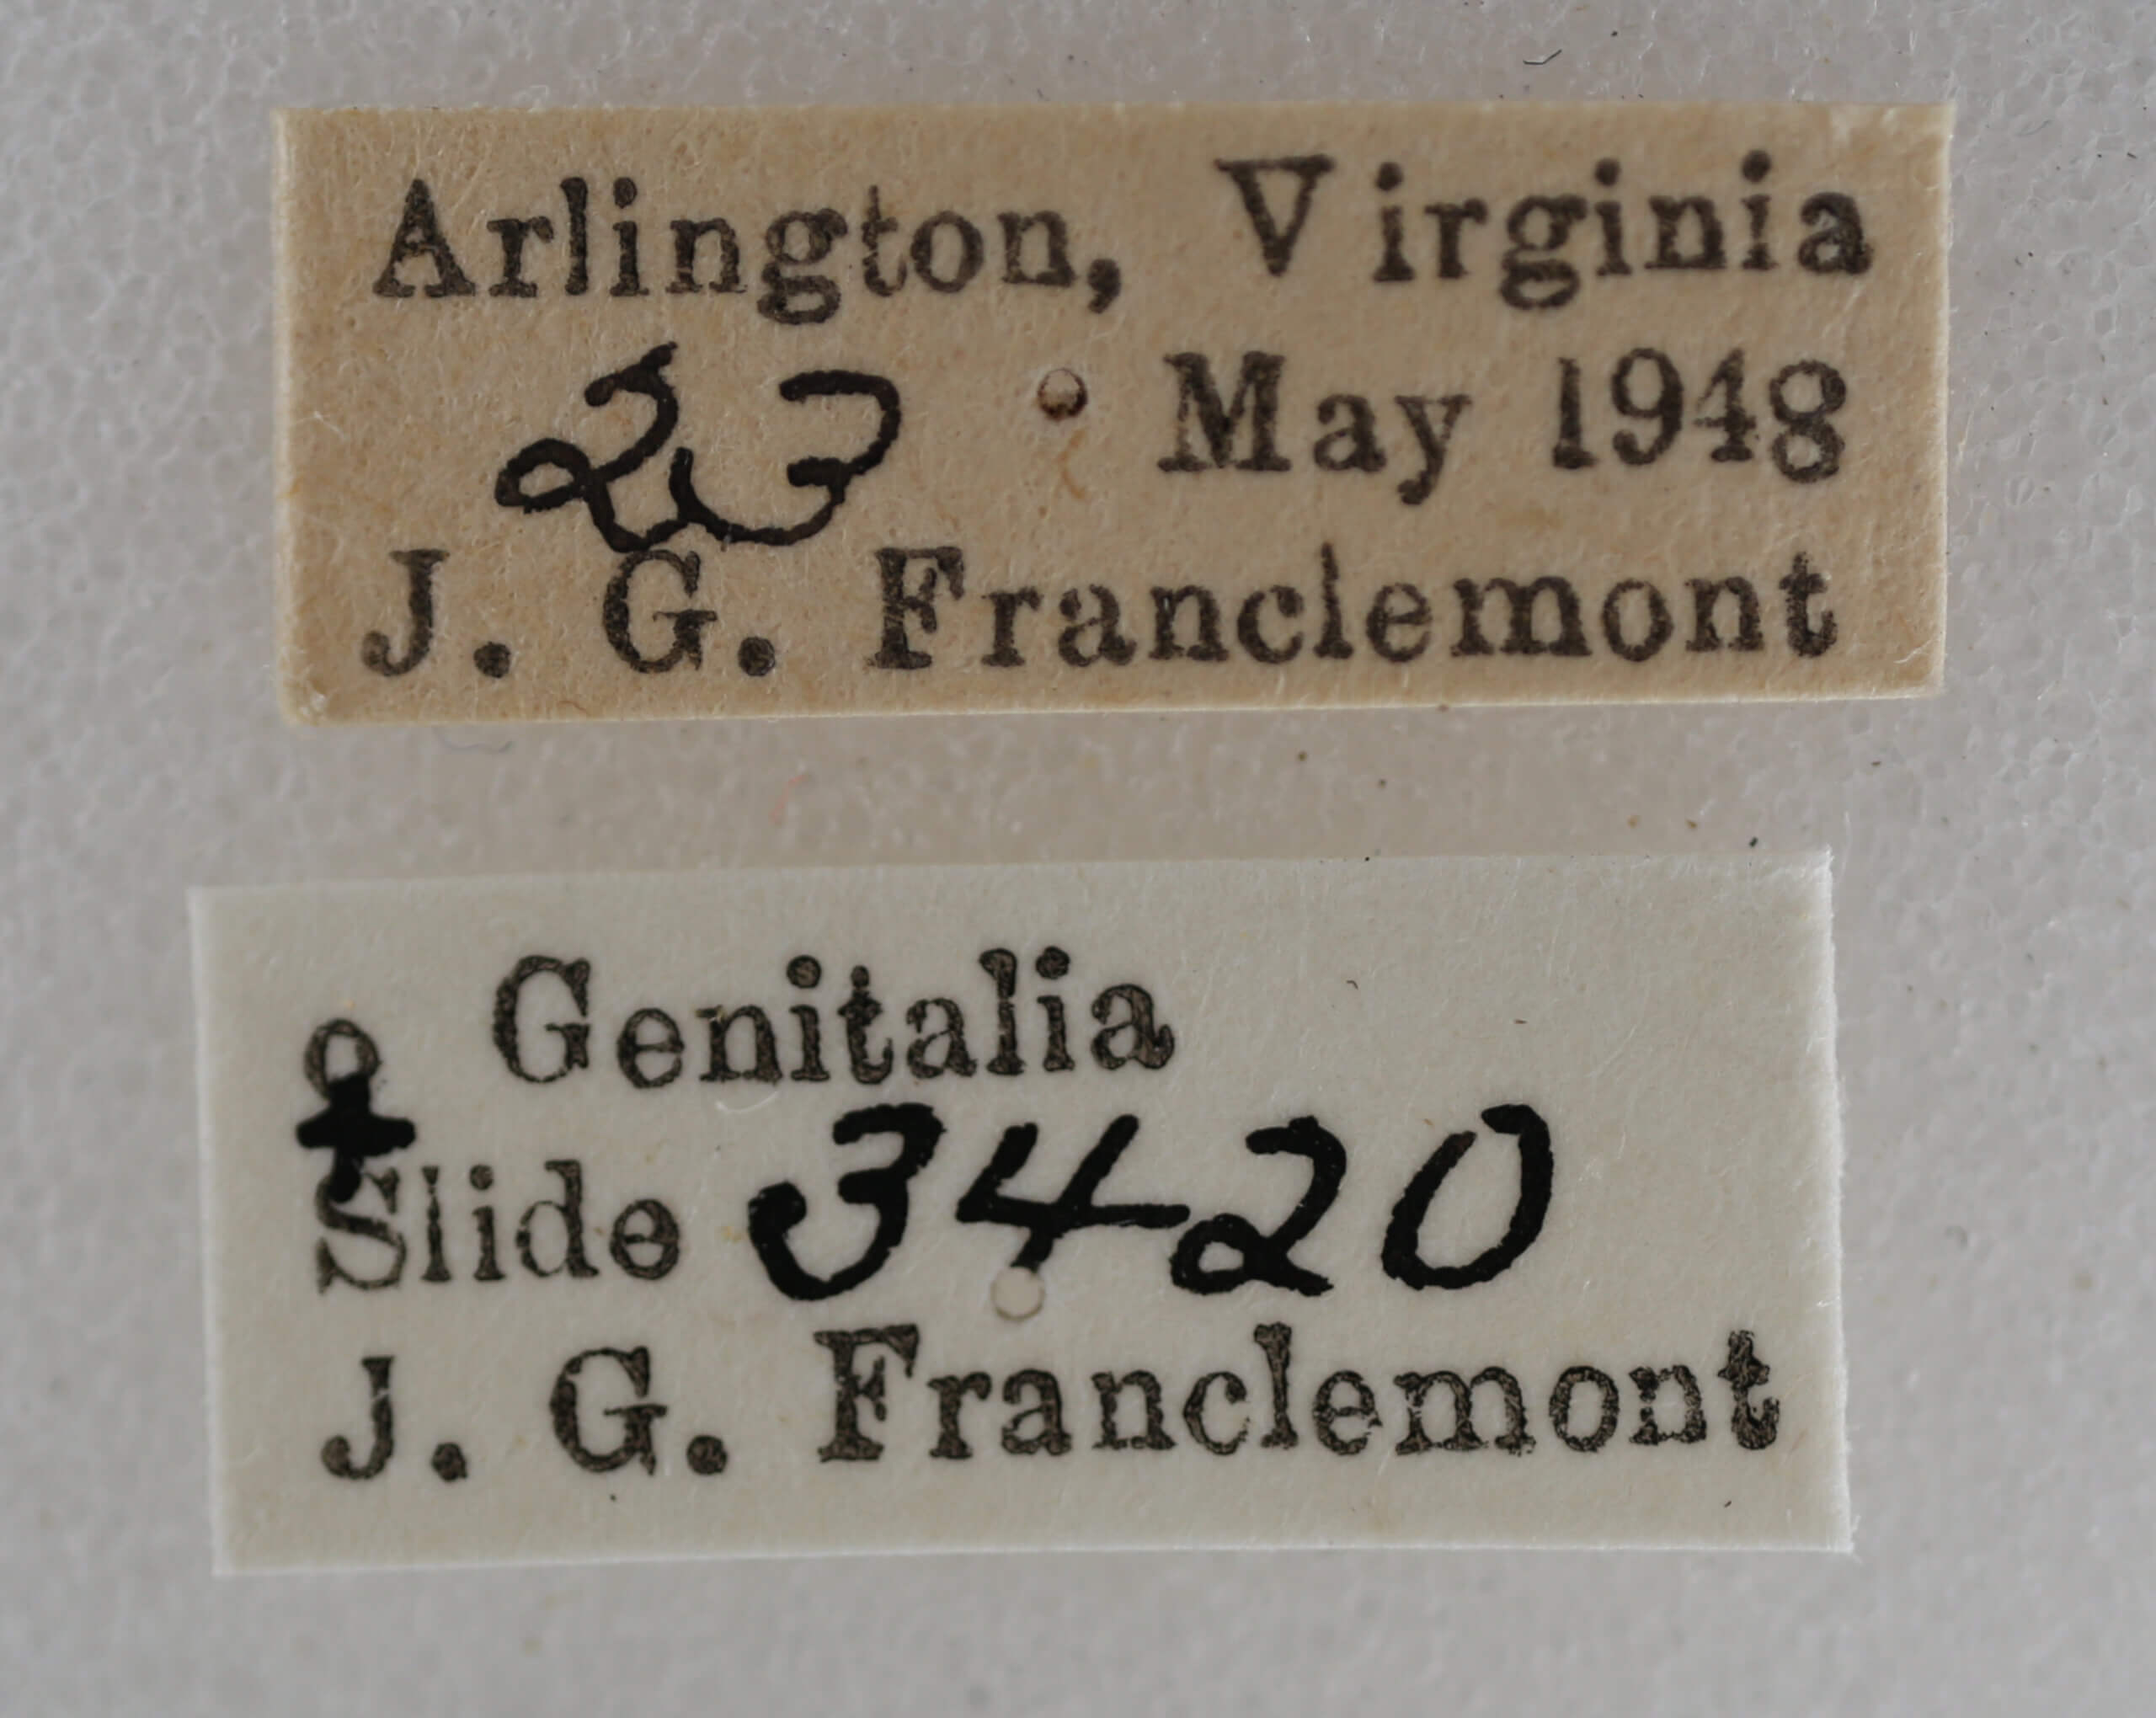 Arlington, Virginia
23 May 1948
J. G. Franclemont
♀ Genitalia
Slide 3420
J. G. Franclemont